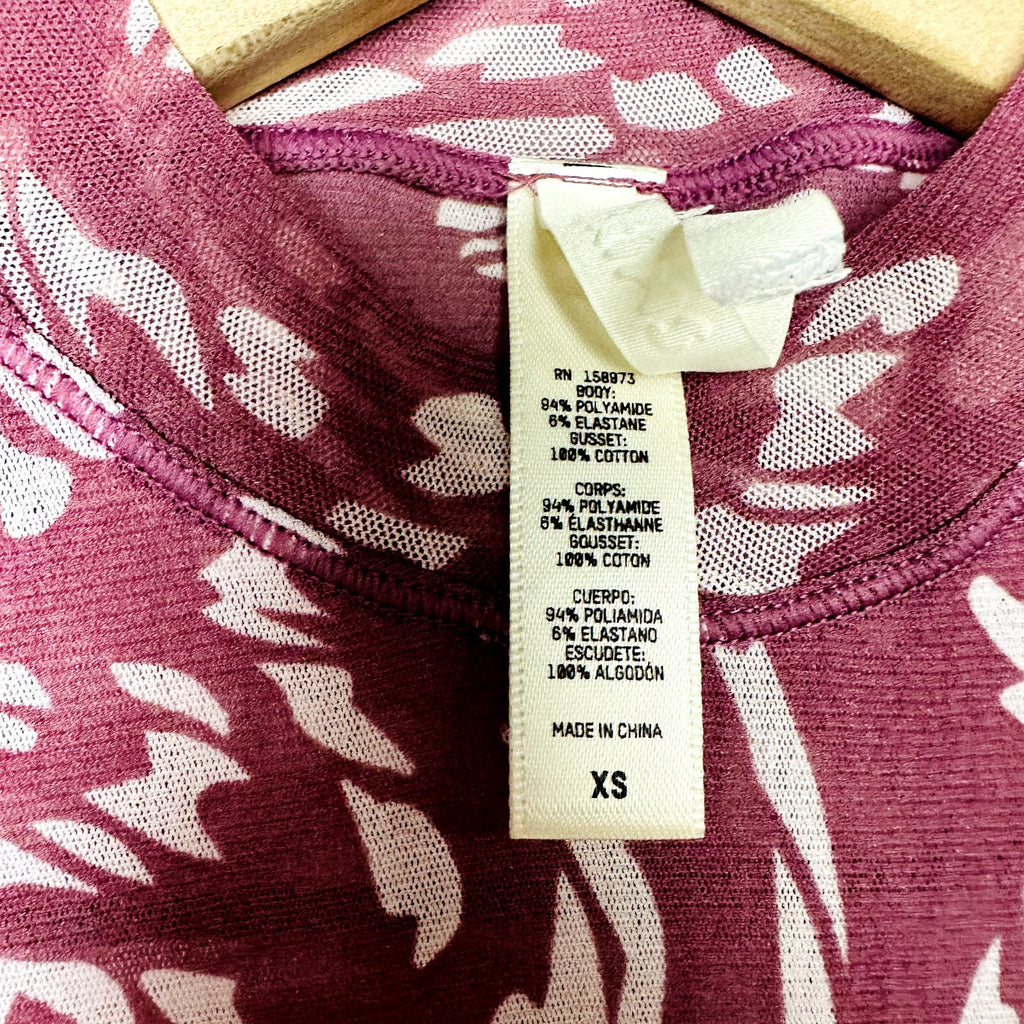 RN 158973
BODY:
94% POLYAMIDE
6% ELASTANE
GUSSET:
100% COTTON
CORPS:
94% POLYAMIDE
6% ÉLASTHANNE
GOUSSET:
100% COTON
CUERPO:
94% POLIAMIDA
6% ELASTANO
ESCUDETE:
100% ALGODÓN
MADE IN CHINA
XS